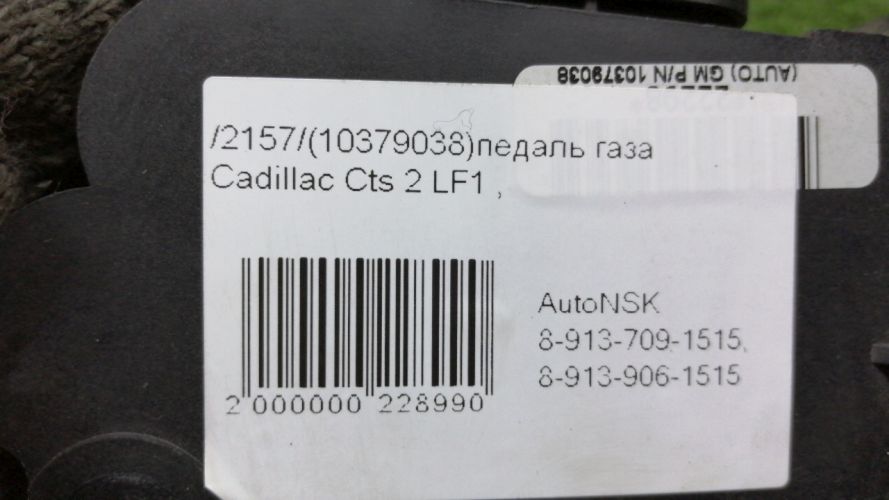 (AUTO) GM P/N 10379038
/2157/(10379038)педаль газа
Cadillac Cts 2 LF1 ,
2 000000 228990
AutoNSK
8-913-709-1515,
8-913-906-1515